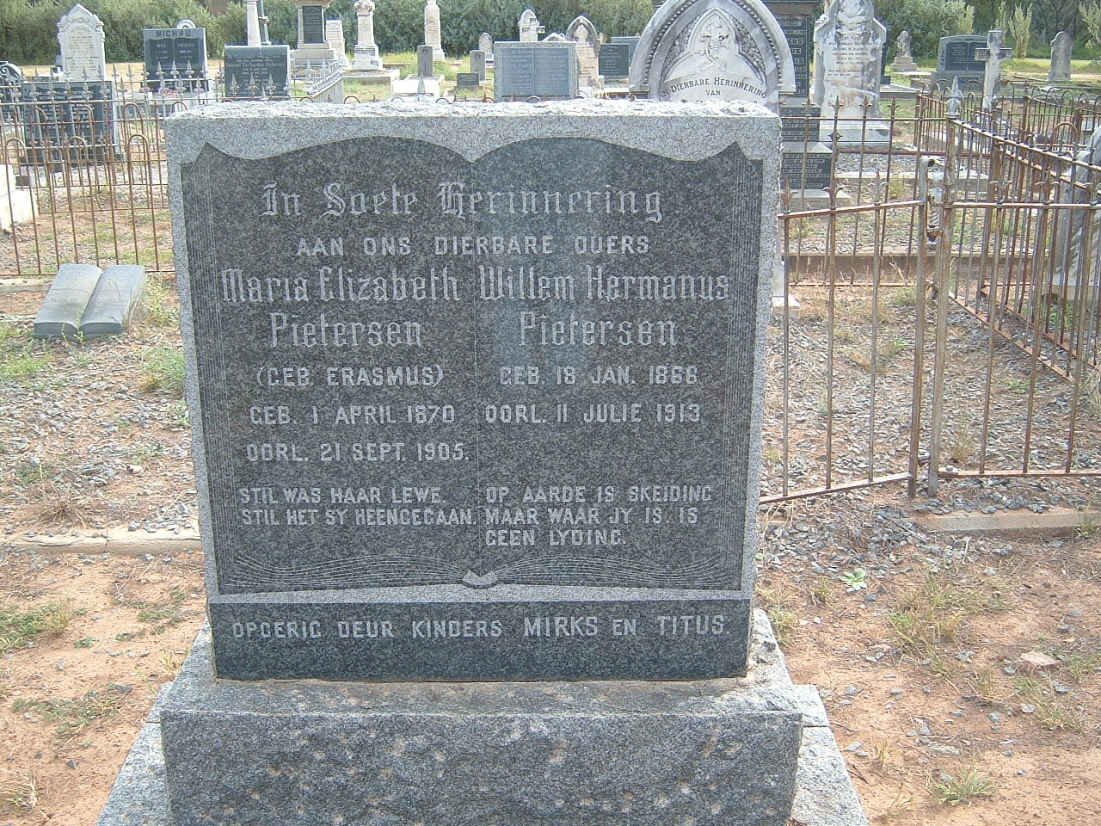 MICHAU
DIERBARE HERINNERING
VAN
In Soete Herinnering
AAN ONS DIERBARE OUERS
Maria Elizabeth
Pietersen
(GEB. ERASMUS)
GEB. 1 APRIL 1870
OORL. 21 SEPT. 1905.
STIL WAS HAAR LEWE
STIL HET SY HEENGEGAAN.
Willem Hermanus
Pietersen
GEB. 18 JAN. 1868
OORL. 11 JULIE 1913
OP AARDE IS SKEIDING
MAAR WAAR JY IS, IS
GEEN LYDING.
OPGERIG DEUR KINDERS MIRKS EN TITUS